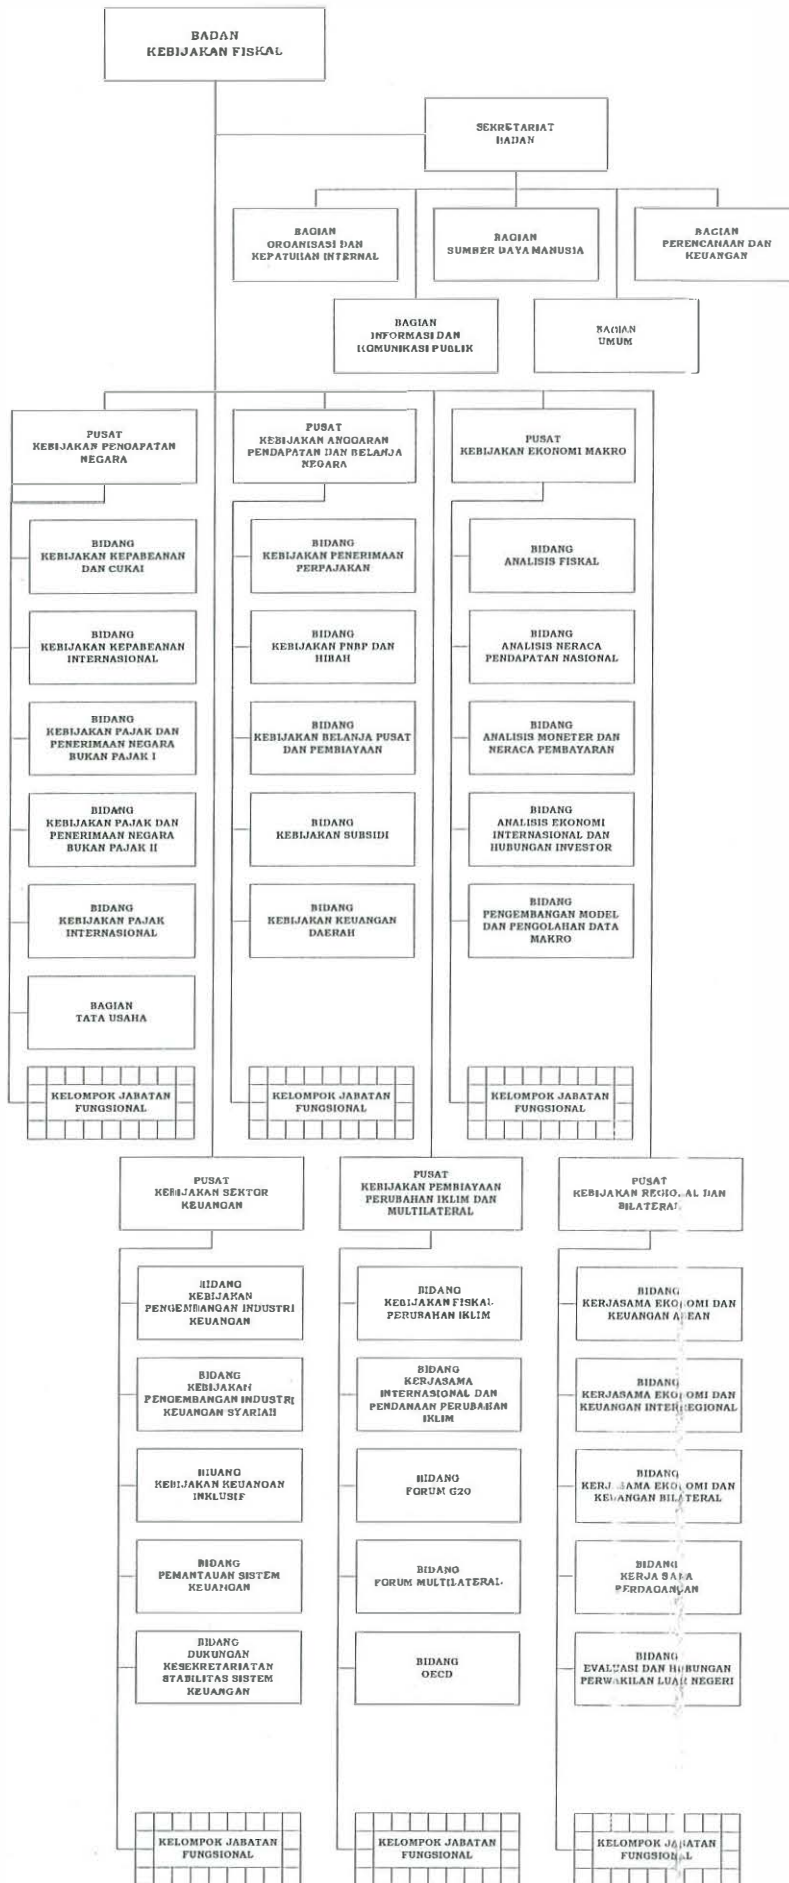 BADAN
KEBIJAKAN FISKAL
SEKRETARIAT
BADAN
BAGIAN
ORGANISASI DAN
KEPATUHAN INTERNAL
BAGIAN
SUMBER DAYA MANUSIA
BAGIAN
PERENCANAAN DAN
KEUANGAN
BAGIAN
INFORMASI DAN
KOMUNIKASI PUBLIK
BAGIAN
UMUM
PUSAT
KEBIJAKAN PENDAPATAN
NEGARA
PUSAT
KEBIJAKAN ANGGARAN
PENDAPATAN DAN BELANJA
NEGARA
PUSAT
KEBIJAKAN EKONOMI MAKRO
BIDANG
KEBIJAKAN KEPABEANAN
DAN CUKAI
BIDANG
KEBIJAKAN PENERIMAAN
PERPAJAKAN
BIDANG
ANALISIS FISKAL
BIDANG
KEBIJAKAN KEPABEANAN
INTERNASIONAL
BIDANG
KEBIJAKAN PNBP DAN
HIBAH
BIDANG
ANALISIS NERACA
PENDAPATAN NASIONAL
BIDANG
KEBIJAKAN PAJAK DAN
PENERIMAAN NEGARA
BUKAN PAJAK I
BIDANG
KEBIJAKAN BELANJA PUSAT
DAN PEMBIAYAAN
BIDANG
ANALISIS MONETER DAN
NERACA PEMBAYARAN
BIDANG
KEBIJAKAN PAJAK DAN
PENERIMAAN NEGARA
BUKAN PAJAK II
BIDANG
KEBIJAKAN SUBSIDI
BIDANG
ANALISIS EKONOMI
INTERNASIONAL DAN
HUBUNGAN INVESTOR
BIDANG
KEBIJAKAN PAJAK
INTERNASIONAL
BIDANG
KEBIJAKAN KEUANGAN
DAERAH
BIDANG
PENGEMBANGAN MODEL
DAN PENGOLAHAN DATA
MAKRO
BAGIAN
TATA USAHA
KELOMPOK JABATAN
FUNGSIONAL
KELOMPOK JABATAN
FUNGSIONAL
KELOMPOK JABATAN
FUNGSIONAL
PUSAT
KEBIJAKAN SEKTOR
KEUANGAN
PUSAT
KEBIJAKAN PEMBIAYAAN
PERUBAHAN IKLIM DAN
MULTILATERAL
PUSAT
KEBIJAKAN REGIONAL DAN
BILATERAL
BIDANG
KEBIJAKAN
PENGEMBANGAN INDUSTRI
KEUANGAN
BIDANG
KEBIJAKAN FISKAL
PERUBAHAN IKLIM
BIDANG
KERJASAMA EKONOMI DAN
KEUANGAN ASEAN
BIDANG
KEBIJAKAN
PENGEMBANGAN INDUSTRI
KEUANGAN SYARIAH
BIDANG
KERJASAMA
INTERNASIONAL DAN
PENDANAAN PERUBAHAN
IKLIM
BIDANG
KERJASAMA EKONOMI DAN
KEUANGAN INTERREGIONAL
BIDANG
KEBIJAKAN KEUANGAN
INKLUSIF
BIDANG
FORUM G20
BIDANG
KERJASAMA EKONOMI DAN
KEUANGAN BILATERAL
BIDANG
PEMANTAUAN SISTEM
KEUANGAN
BIDANG
FORUM MULTILATERAL
BIDANG
KERJA SAMA
PERDAGANGAN
BIDANG
DUKUNGAN
KESEKRETARIATAN
STABILITAS SISTEM
KEUANGAN
BIDANG
OECD
BIDANG
EVALUASI DAN HUBUNGAN
PERWAKILAN LUAR NEGERI
KELOMPOK JABATAN
FUNGSIONAL
KELOMPOK JABATAN
FUNGSIONAL
KELOMPOK JABATAN
FUNGSIONAL